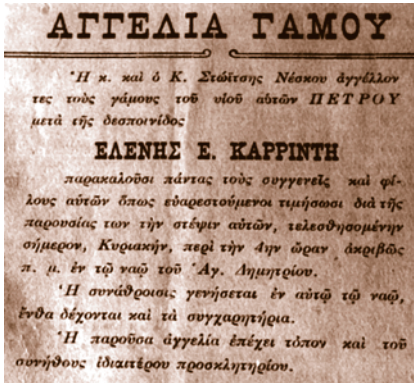 ΑΓΓΕΛΙΑ ΓΑΜΟΥ
Ἡ κ. καὶ ὁ Κ. Στωΐτσης Νέσκου ἀγγέλλον
τες τοὺς γάμους τοῦ υἱοῦ αὐτῶν ΠΕΤΡΟΥ
μετὰ τῆς δεσποινίδος
ΕΛΕΝΗΣ Ε. ΚΑΡΡΙΝΤΗ
παρακαλοῦσι πάντας τοὺς συγγενεῖς καὶ φί-
λους αὐτῶν ὅπως εὐαρεστούμενοι τιμήσωσι διὰ τῆς
παρουσίας των τὴν στέψιν αὐτῶν, τελεσθησομένην
σήμερον, Κυριακήν, περὶ τὴν 4ην ὥραν ἀκριβῶς
π. μ. ἐν τῷ ναῷ τοῦ Ἁγ. Δημητρίου.
Ἡ συνάθροισις γενήσεται ἐν αὐτῷ τῷ ναῷ,
ἔνθα δέχονται καὶ τὰ συγχαρητήρια.
Ἡ παροῦσα ἀγγελία ἐπέχει τόπον καὶ τοῦ
συνήθους ἰδιαιτέρου προσκλητηρίου.